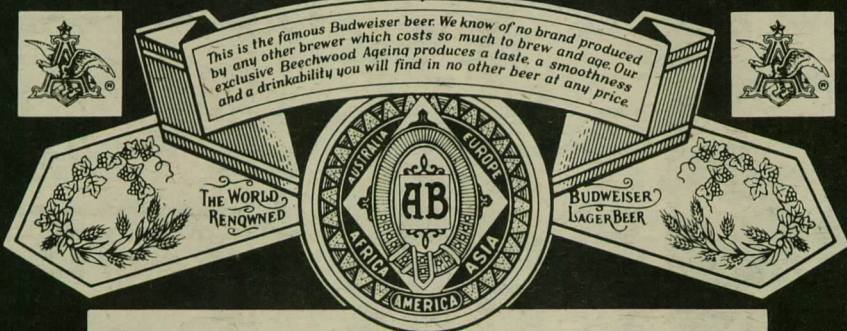 This is the famous Budweiser beer. We know of no brand produced
by any other brewer which costs so much to brew and age. Our
exclusive Beechwood Ageing produces a taste, a smoothness
and a drinkability you will find in no other beer at any price.
A
®
A
®
THE WORLD
RENOWNED
AUSTRALIA
EUROPE
AB
AFRICA
ASIA
AMERICA
BUDWEISER
LAGER BEER